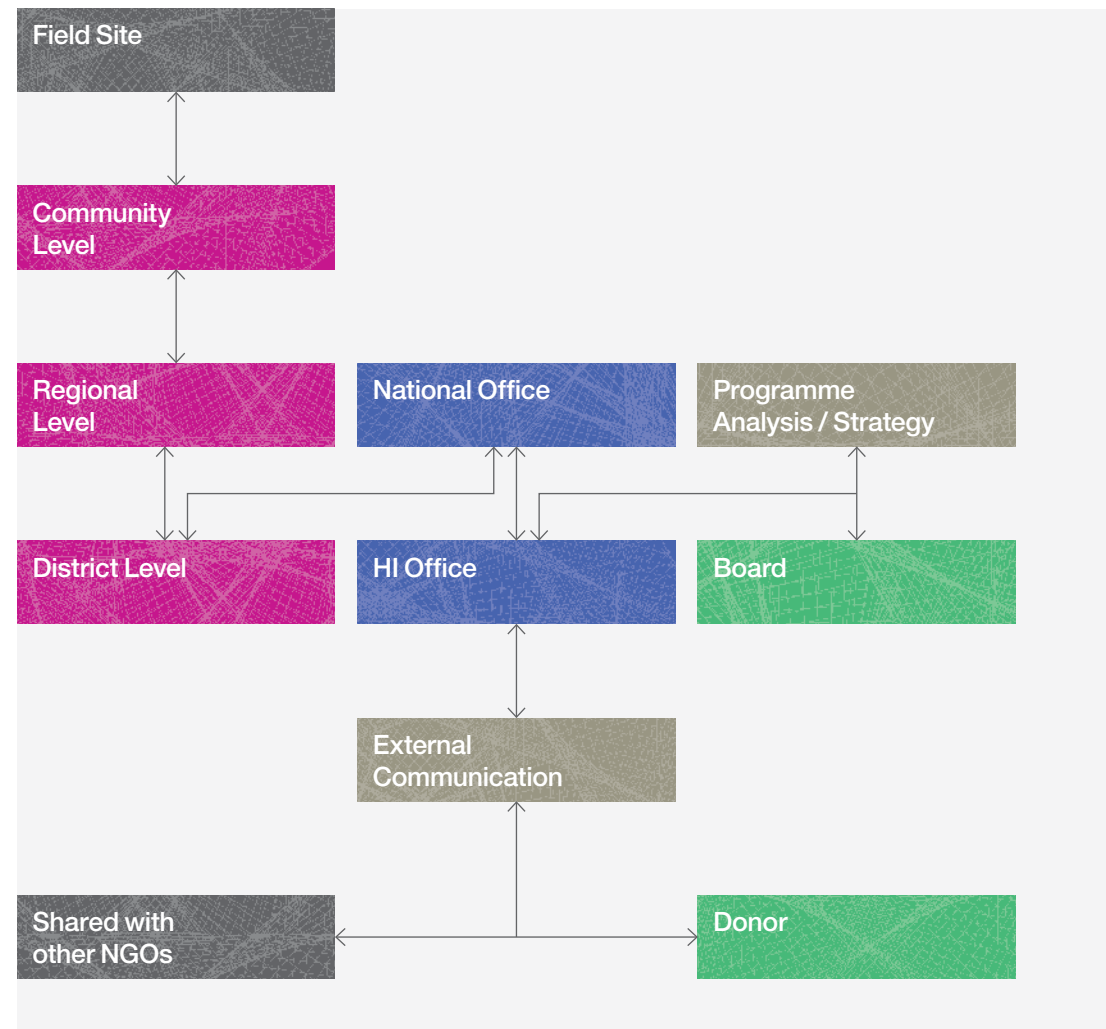 Field Site
Community
Level
Regional
Level
National Office
Programme
Analysis / Strategy
District Level
HI Office
Board
External
Communication
Shared with
other NGOs
Donor